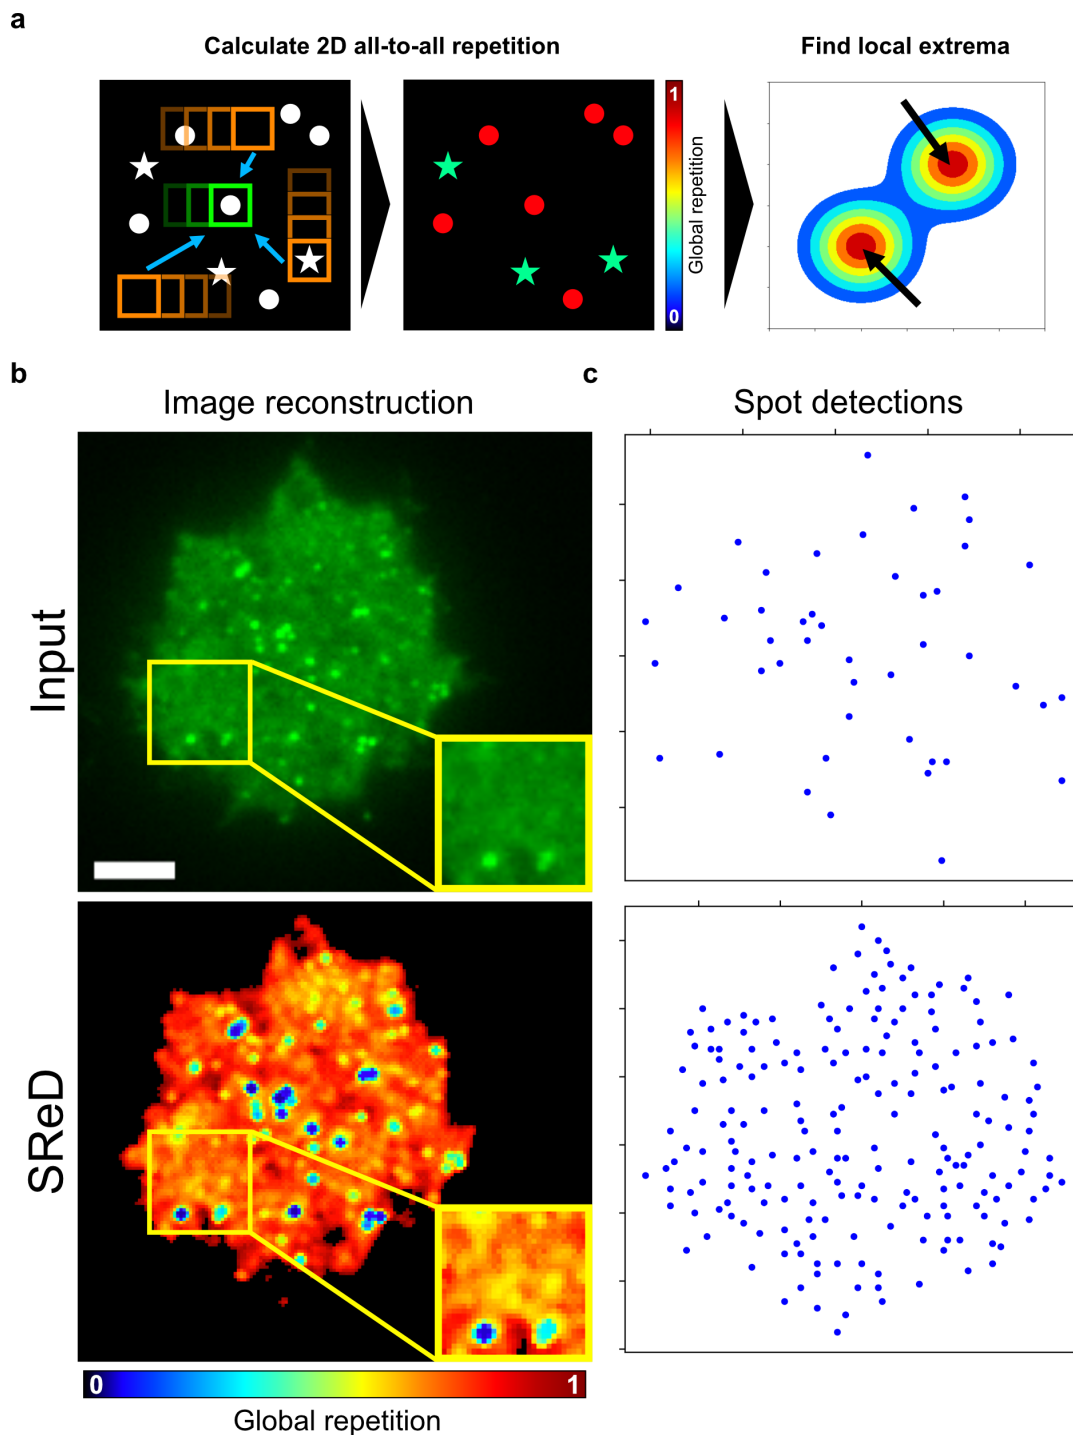 a
Calculate 2D all-to-all repetition
Find local extrema
1
Global repetition
0
b
c
Image reconstruction
Spot detections
Input
SReD
0
1
Global repetition